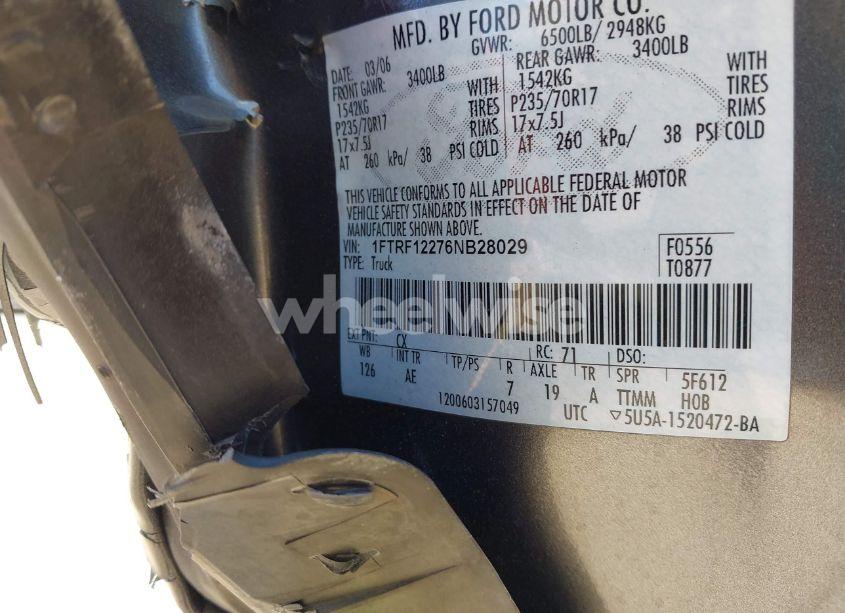 MFD. BY FORD MOTOR CO.
GVWR: 6500LB/ 2948KG
DATE: 03/06
FRONT GAWR: 3400LB
1542KG WITH
P235/70R17 TIRES
17x7.5J RIMS
AT 260 kPa/ 38 PSI COLD
REAR GAWR: 3400LB
1542KG WITH
P235/70R17 TIRES
17x7.5J RIMS
AT 260 kPa/ 38 PSI COLD
THIS VEHICLE CONFORMS TO ALL APPLICABLE FEDERAL MOTOR
VEHICLE SAFETY STANDARDS IN EFFECT ON THE DATE OF
MANUFACTURE SHOWN ABOVE.
VIN: 1FTRF12276NB28029
TYPE: Truck
F0556
T0877
wheelwise
EXT PNT: CX RC: 71 DSO:
WB INT TR TP/PS R AXLE TR SPR 5F612
126 AE 7 19 A TTMM HOB
1200603157049 UTC ▽5U5A-1520472-BA